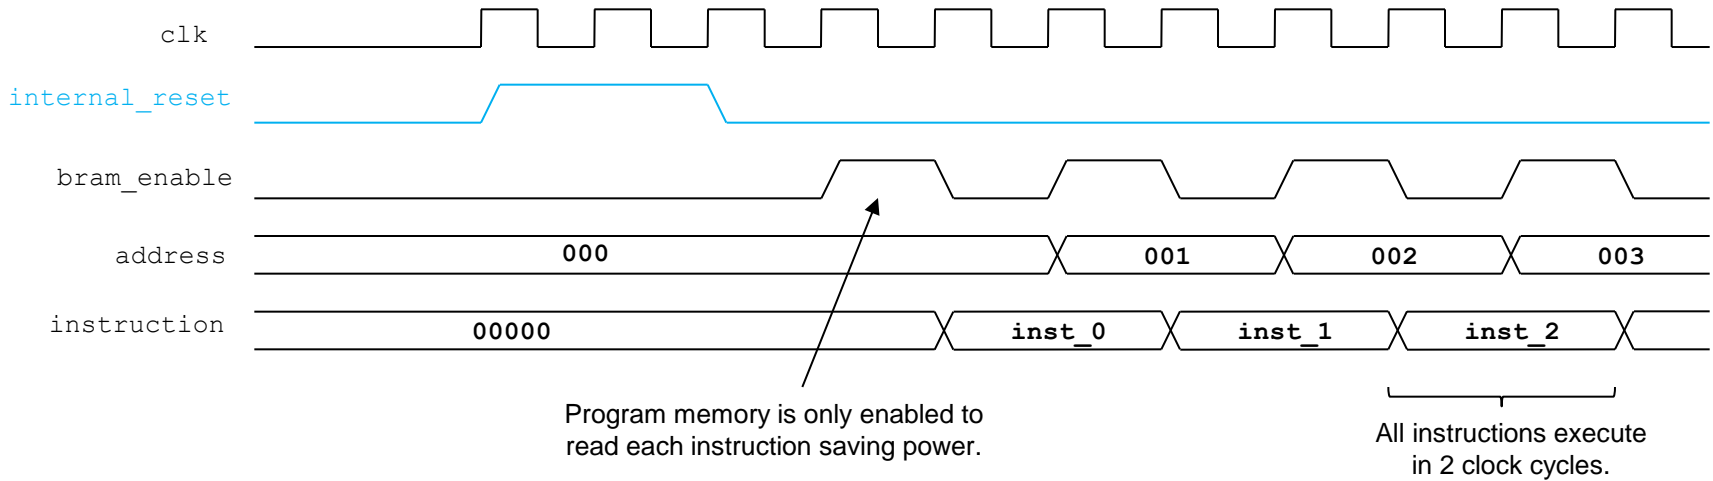 clk
internal_reset
bram_enable
address 000 001 002 003
instruction 00000 inst_0 inst_1 inst_2
Program memory is only enabled to
read each instruction saving power.
All instructions execute
in 2 clock cycles.